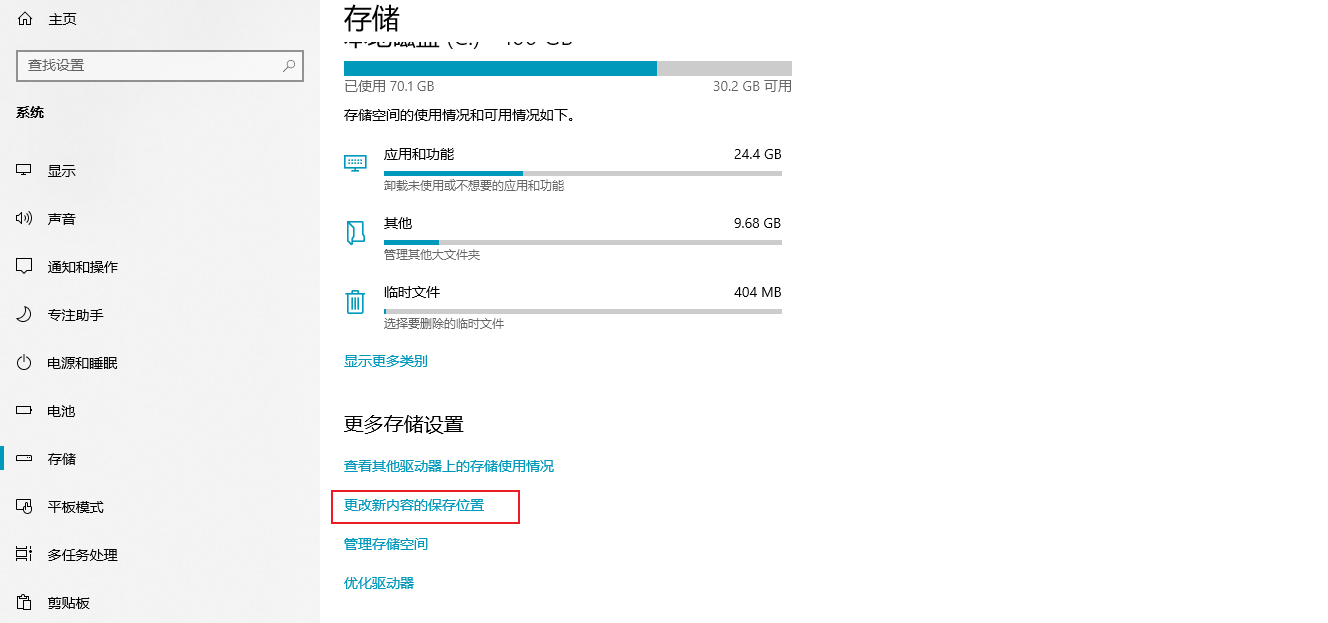 主页
查找设置
系统
显示
声音
通知和操作
专注助手
电源和睡眠
电池
存储
平板模式
多任务处理
剪贴板
存储
已使用 70.1 GB
30.2 GB 可用
存储空间的使用情况和可用情况如下。
应用和功能
24.4 GB
卸载未使用或不想要的应用和功能
其他
9.68 GB
管理其他大文件夹
临时文件
404 MB
选择要删除的临时文件
显示更多类别
更多存储设置
查看其他驱动器上的存储使用情况
更改新内容的保存位置
管理存储空间
优化驱动器